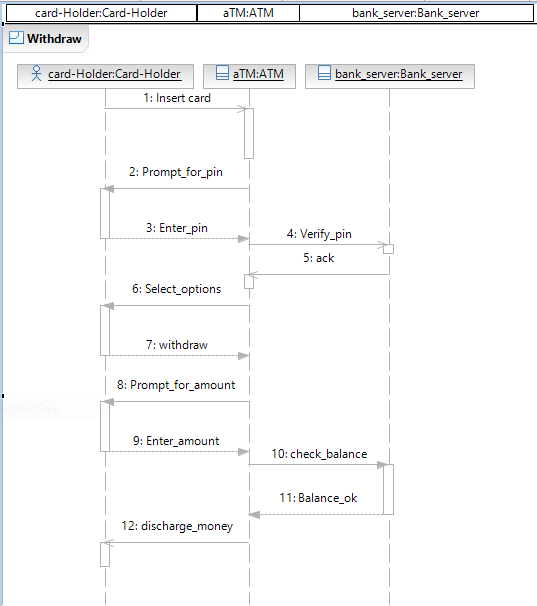 card-Holder:Card-Holder aTM:ATM bank_server:Bank_server
Withdraw
card-Holder:Card-Holder aTM:ATM bank_server:Bank_server
1: Insert card
2: Prompt_for_pin
3: Enter_pin
4: Verify_pin
5: ack
6: Select_options
7: withdraw
8: Prompt_for_amount
9: Enter_amount
10: check_balance
11: Balance_ok
12: discharge_money